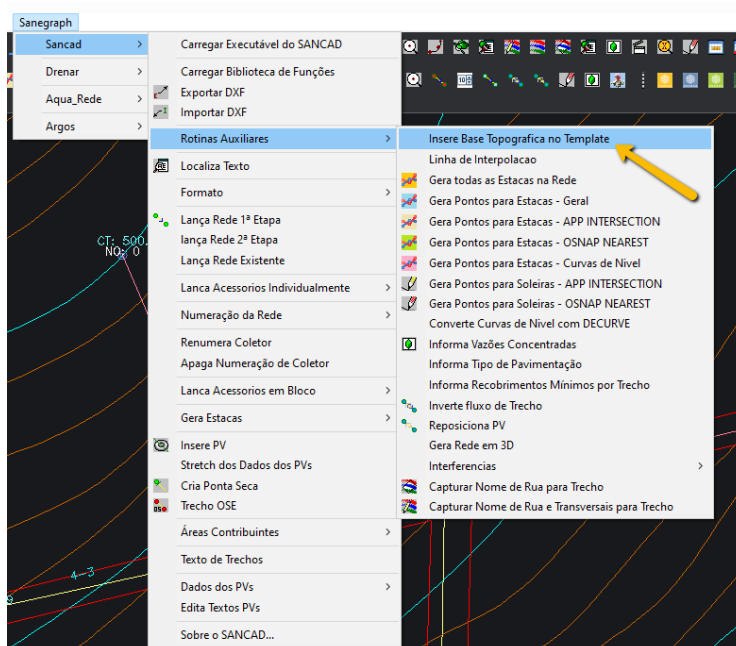 Sanegraph
Sancad
Drenar
Aqua_Rede
Argos
Carregar Executável do SANCAD
Carregar Biblioteca de Funções
Exportar DXF
Importar DXF
Rotinas Auxiliares
Localiza Texto
Formato
Lança Rede 1ª Etapa
lança Rede 2ª Etapa
Lança Rede Existente
Lanca Acessorios Individualmente
Numeração da Rede
Renumera Coletor
Apaga Numeração de Coletor
Lanca Acessorios em Bloco
Gera Estacas
Insere PV
Stretch dos Dados dos PVs
Cria Ponta Seca
Trecho OSE
Áreas Contribuintes
Texto de Trechos
Dados dos PVs
Edita Textos PVs
Sobre o SANCAD...
Insere Base Topografica no Template
Linha de Interpolacao
Gera todas as Estacas na Rede
Gera Pontos para Estacas - Geral
Gera Pontos para Estacas - APP INTERSECTION
Gera Pontos para Estacas - OSNAP NEAREST
Gera Pontos para Estacas - Curvas de Nivel
Gera Pontos para Soleiras - APP INTERSECTION
Gera Pontos para Soleiras - OSNAP NEAREST
Converte Curvas de Nivel com DECURVE
Informa Vazões Concentradas
Informa Tipo de Pavimentação
Informa Recobrimentos Mínimos por Trecho
Inverte fluxo de Trecho
Reposiciona PV
Gera Rede em 3D
Interferencias
Capturar Nome de Rua para Trecho
Capturar Nome de Rua e Transversais para Trecho
CT: 500.
NO: 0
4-3